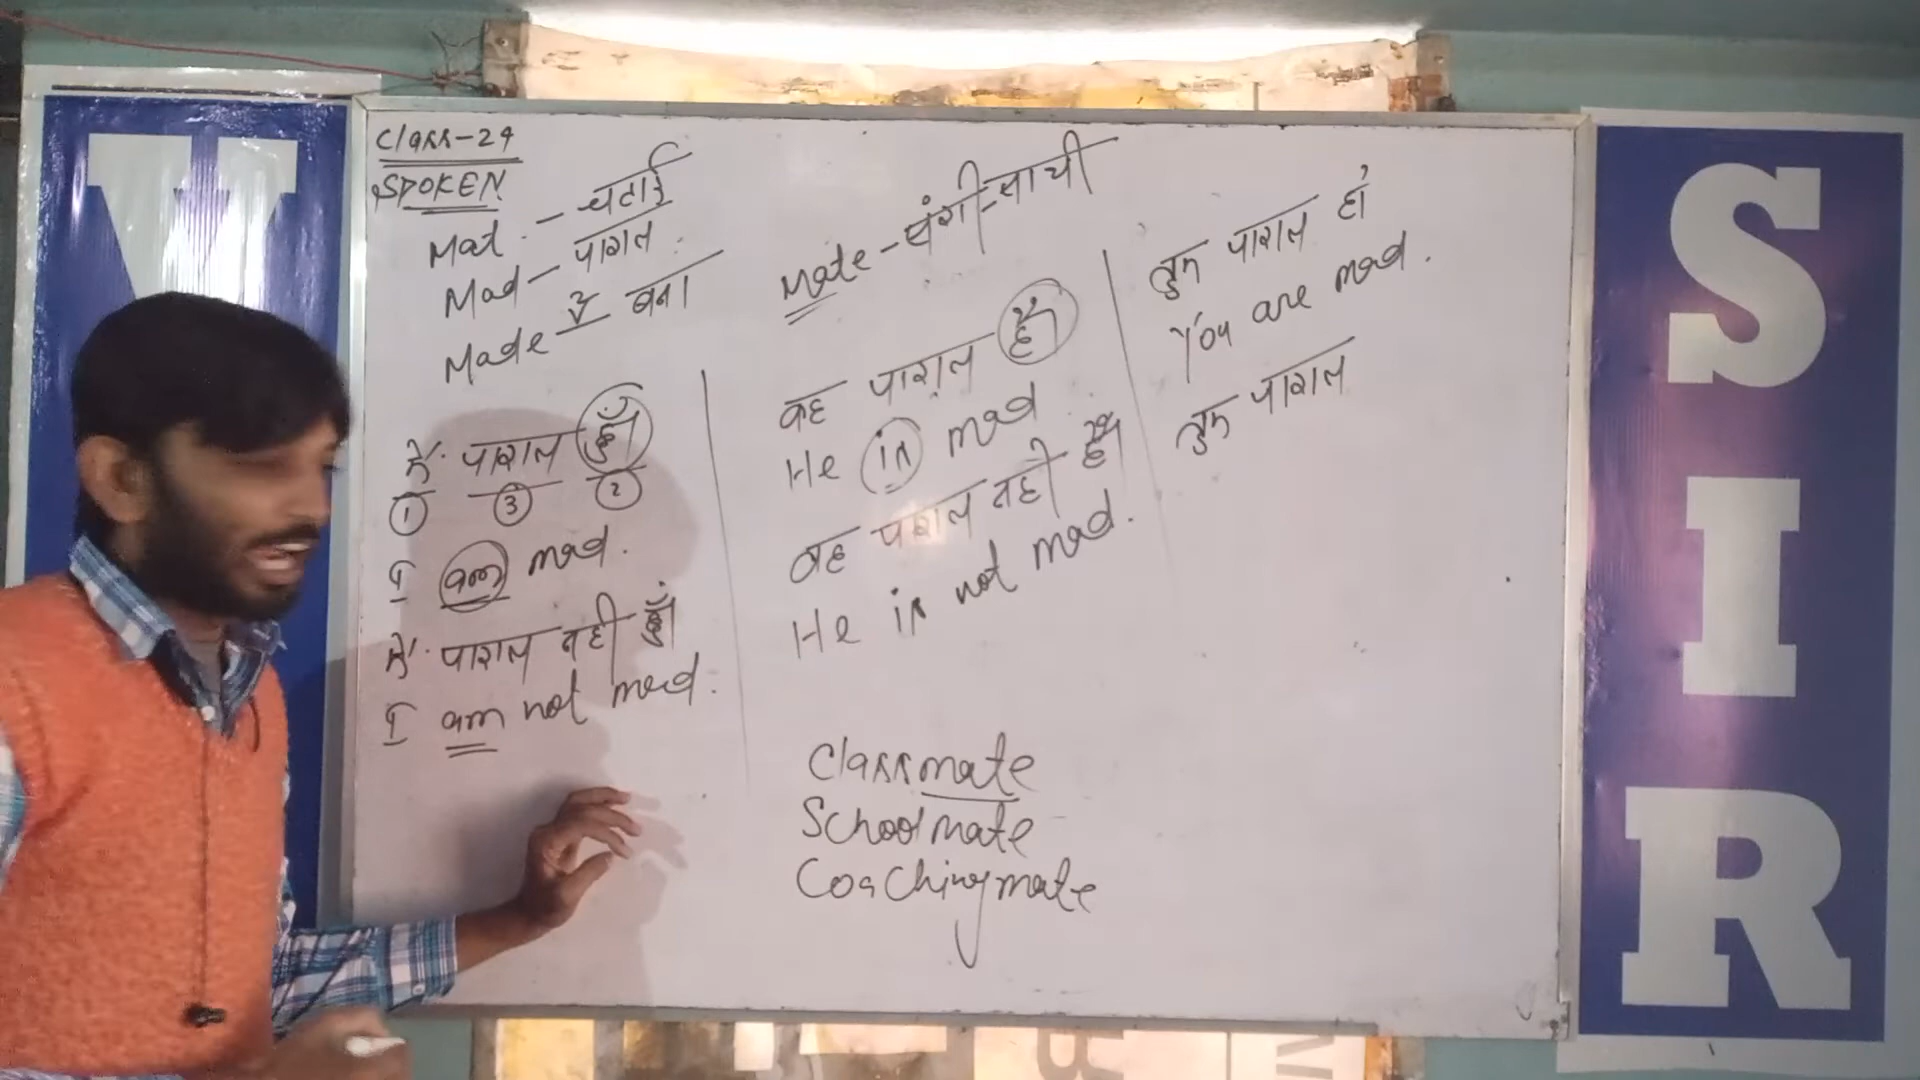 Class-24
SPOKEN
Mat - चटाई
Mad - पागल
Made से बना
Mate - संगी-साथी
मैं पागल हूँ
1 3 2
I am mad.
मैं पागल नही हूँ
I am not mad.
वह पागल है
He is mad
वह पागल नही है
He is not mad.
तुम पागल हो
You are mad.
तुम पागल
Classmate
Schoolmate
Coachingmate
S
I
R